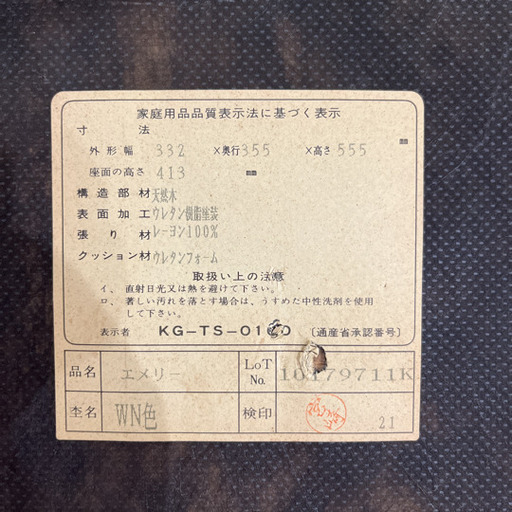 家庭用品品質表示法に基づく表示
寸法 ㎜
外形幅 332 ×奥行355 ×高さ 555
座面の高さ 413 ㎜
構造部材 天然木
表面加工 ウレタン樹脂塗装
張り材 レーヨン100%
クッション材 ウレタンフォーム
取扱い上の注意
イ、直射日光又は熱を避けて下さい。
ロ、著しい汚れを落とす場合は、うすめた中性洗剤を使用
して下さい。
表示者 〔通産省承認番号〕
品名 エメリー LoT No.
杢名 WN色 検印 21